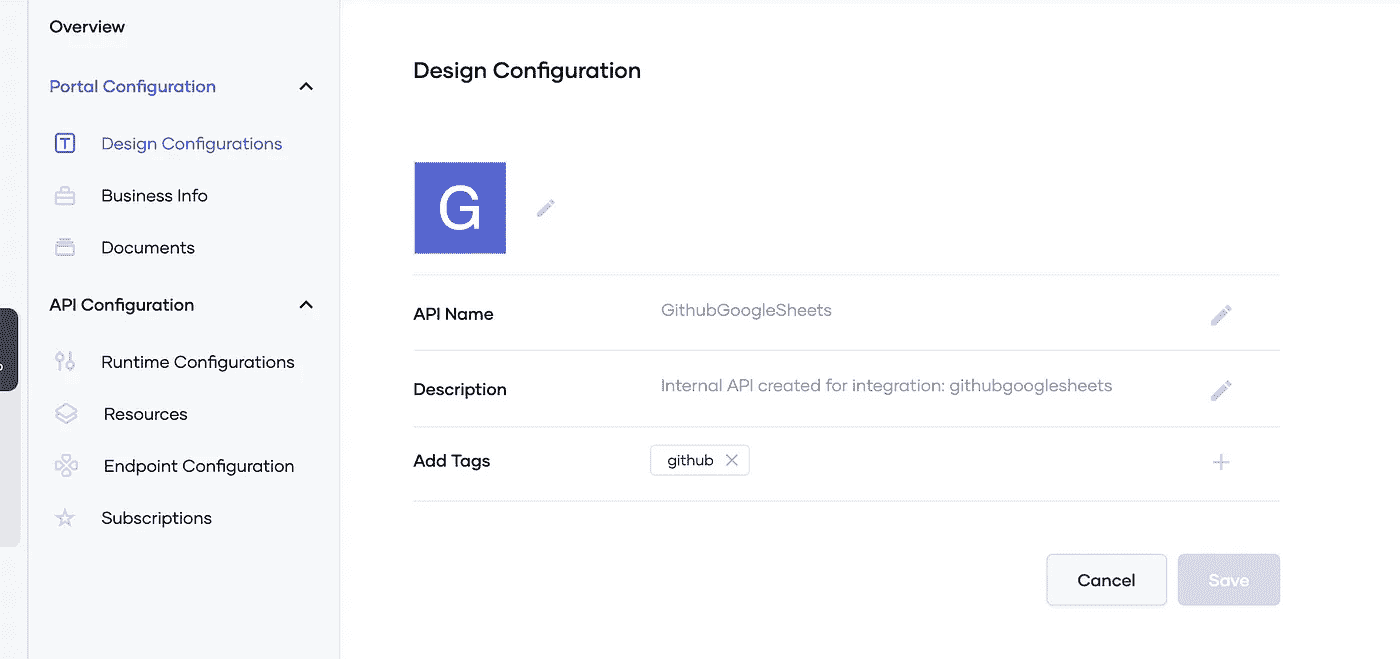 Overview
Portal Configuration
Design Configurations
Business Info
Documents
API Configuration
Runtime Configurations
Resources
Endpoint Configuration
Subscriptions
Design Configuration
G
API Name
GithubGoogleSheets
Description
Internal API created for integration: githubgooglesheets
Add Tags
github
Cancel
Save